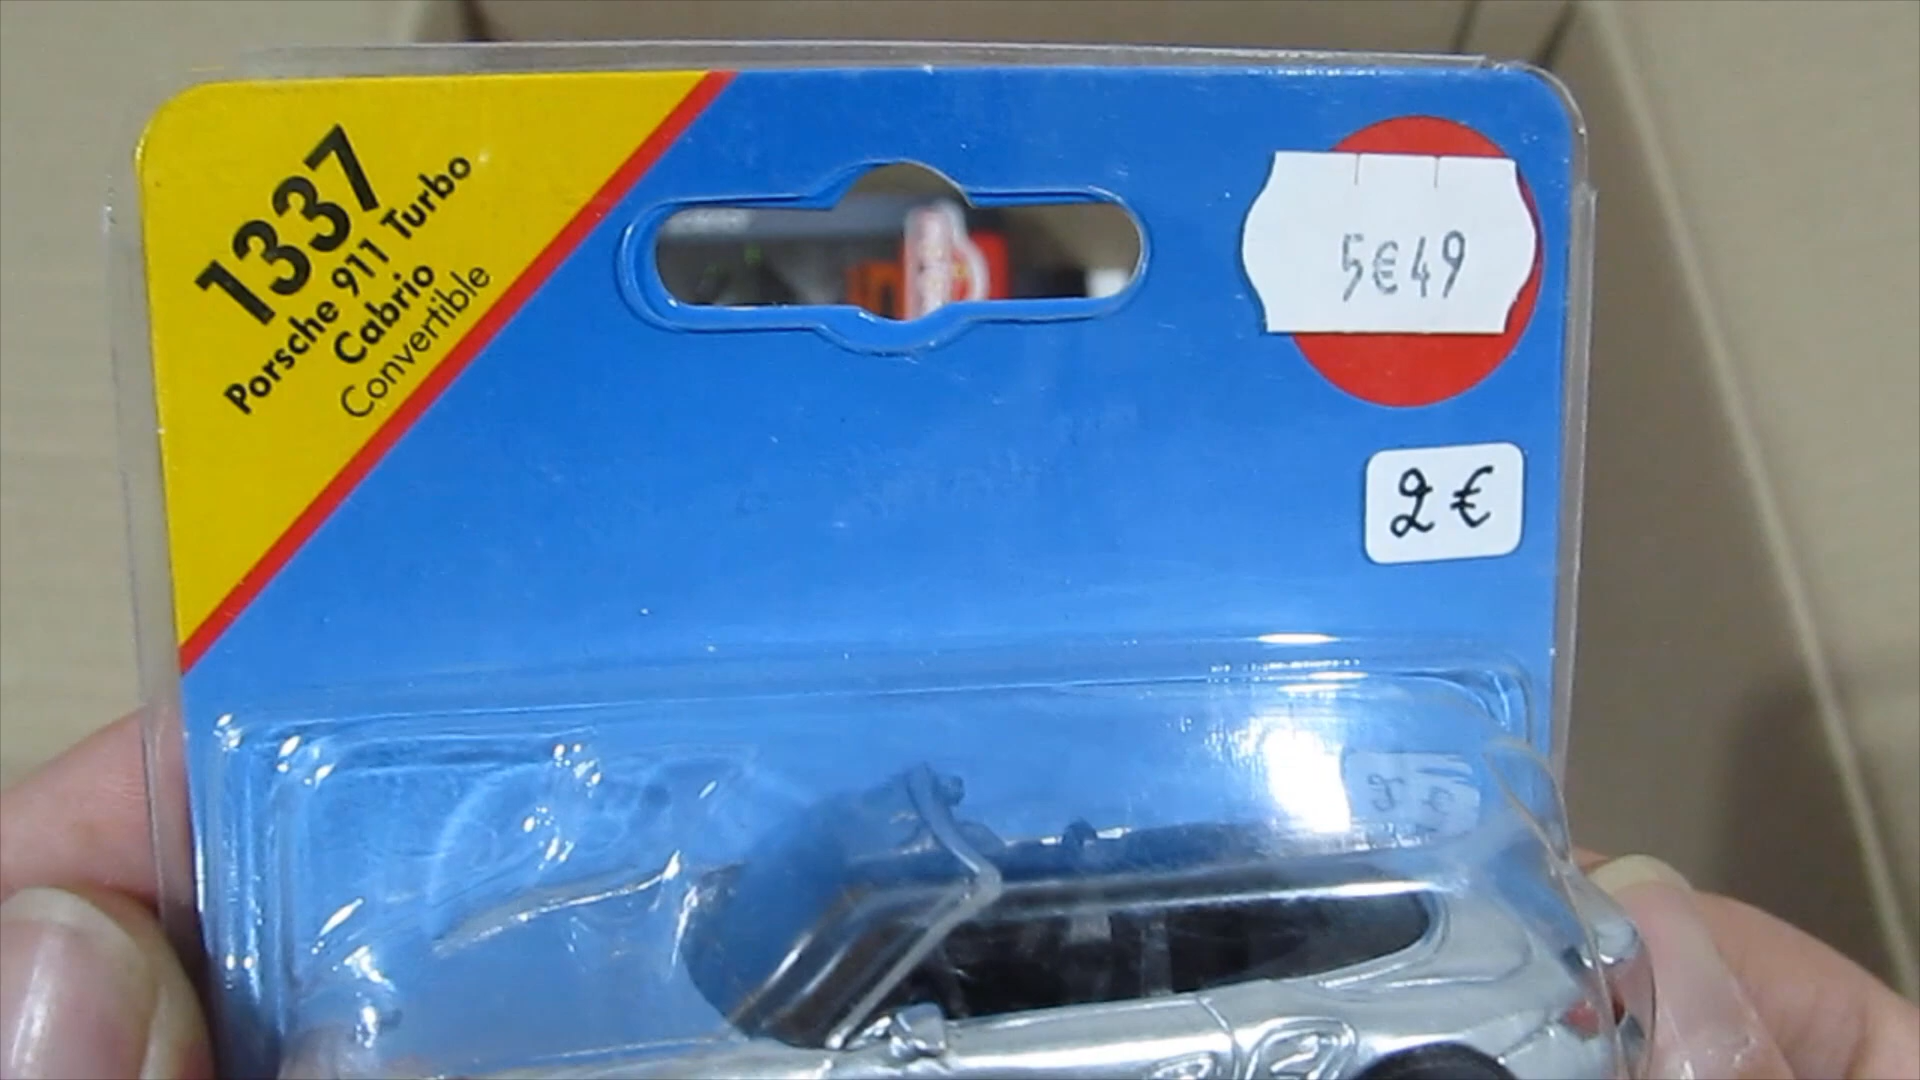 1337
Porsche 911 Turbo
Cabrio
Convertible
5€49
2€